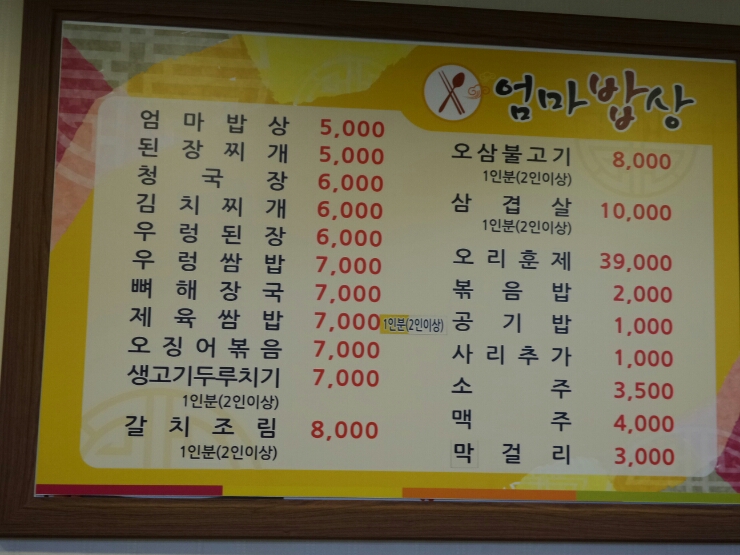 엄마밥상
엄마밥상 5,000
된장찌개 5,000
청국장 6,000
김치찌개 6,000
우렁된장 6,000
우렁쌈밥 7,000
뼈해장국 7,000
제육쌈밥 7,000 1인분(2인이상)
오징어볶음 7,000
생고기두루치기 7,000
1인분(2인이상)
갈치조림 8,000
1인분(2인이상)
오삼불고기 8,000
1인분(2인이상)
삼겹살 10,000
1인분(2인이상)
오리훈제 39,000
볶음밥 2,000
공기밥 1,000
사리추가 1,000
소주 3,500
맥주 4,000
막걸리 3,000